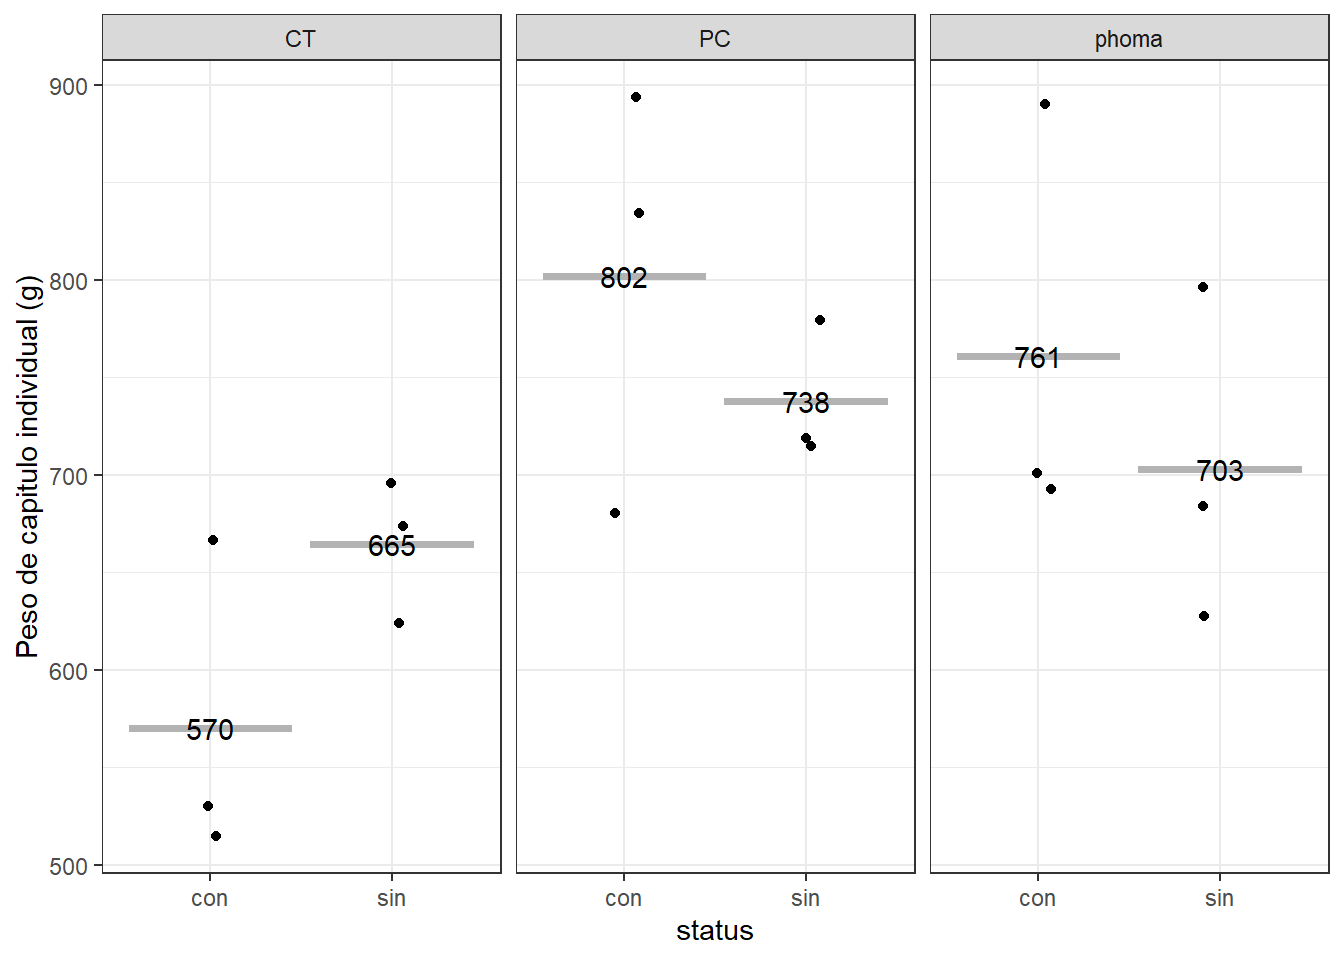 CT PC phoma
Peso de capitulo individual (g)
900
800
700
600
500
570
665
802
738
761
703
con sin con sin con sin
status